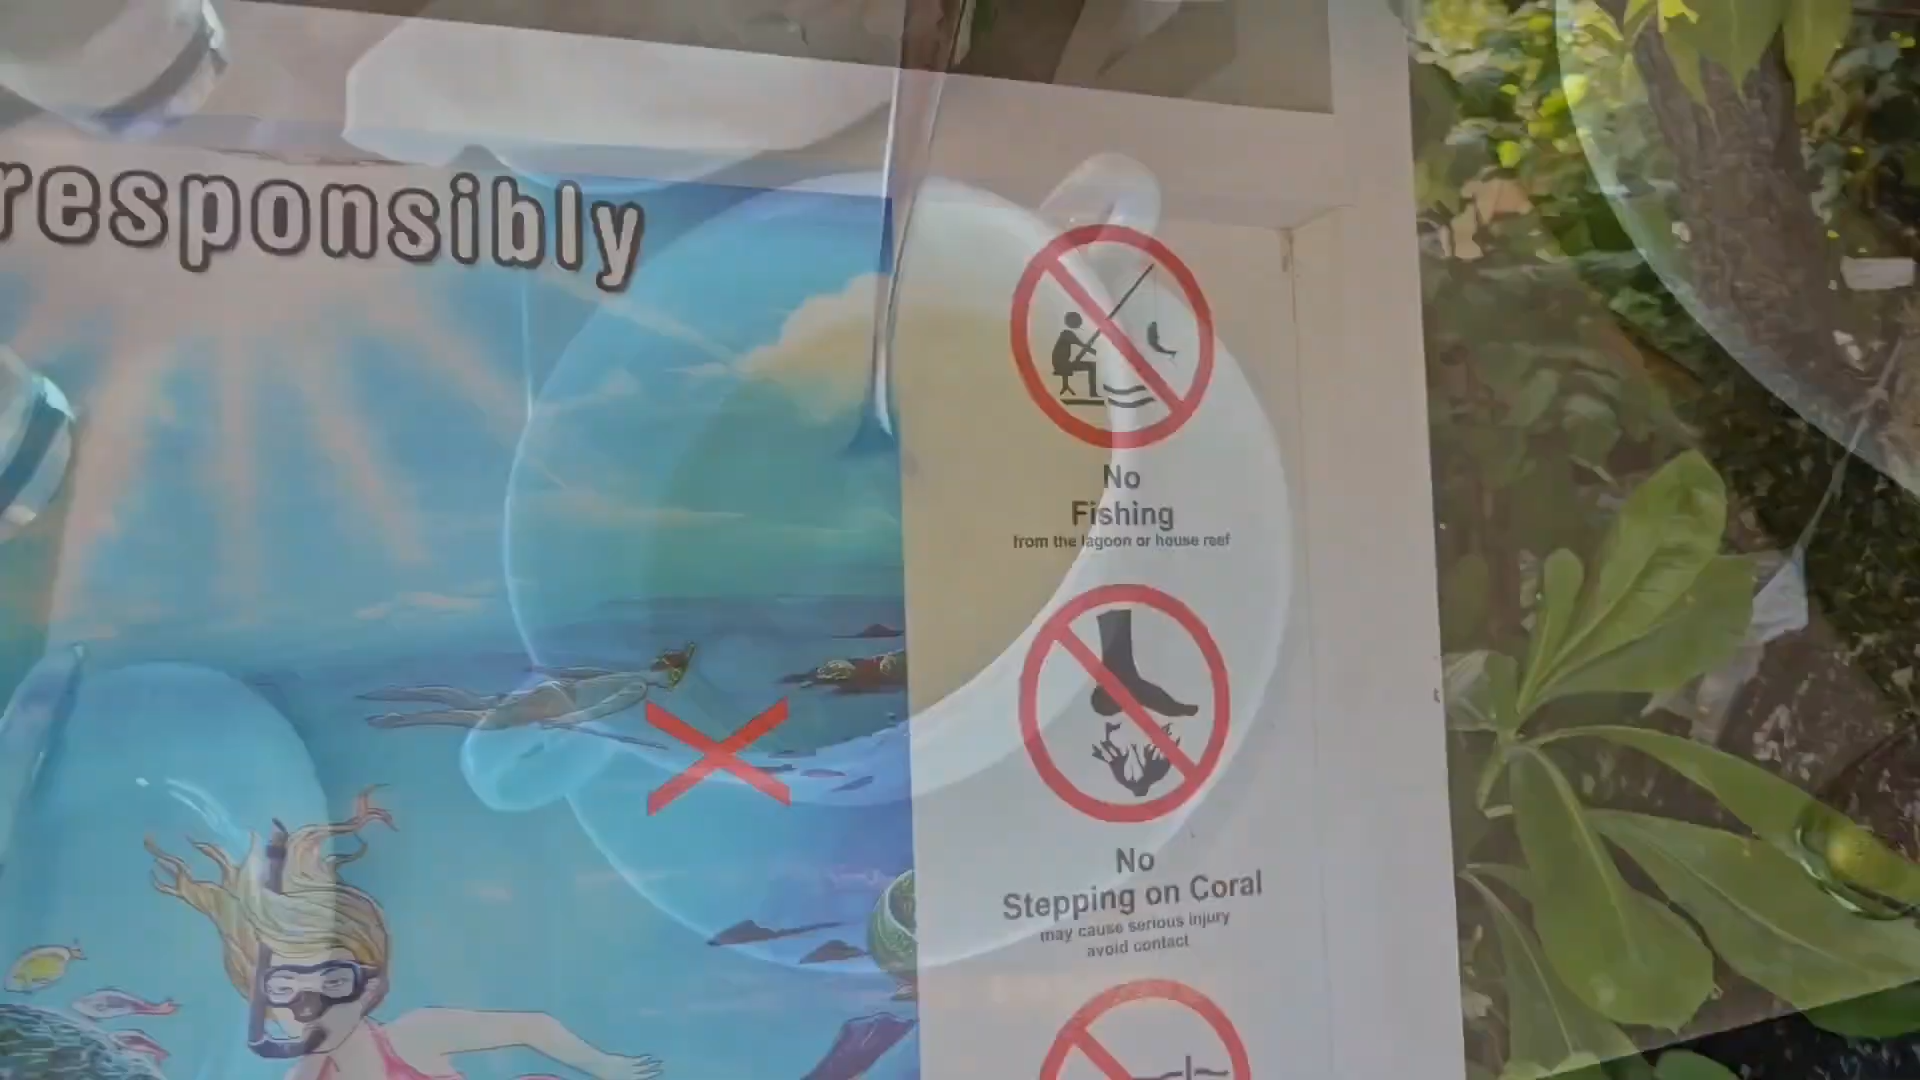 responsibly
No
Fishing
from the lagoon or house reef
No
Stepping on Coral
may cause serious injury
avoid contact